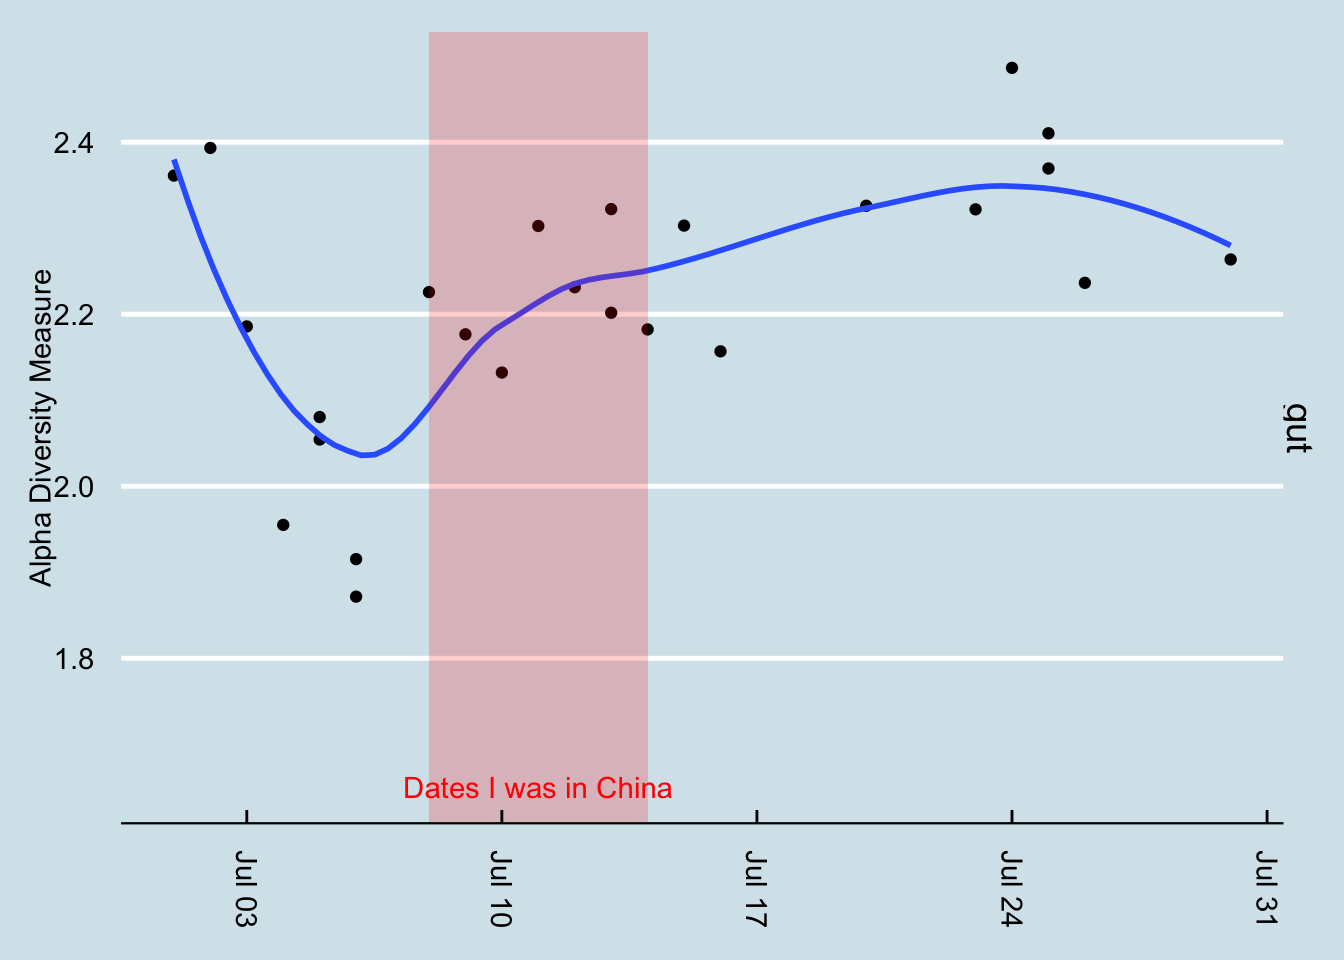 Alpha Diversity Measure
2.4
2.2
2.0
1.8
gut
Dates I was in China
Jul 03
Jul 10
Jul 17
Jul 24
Jul 31